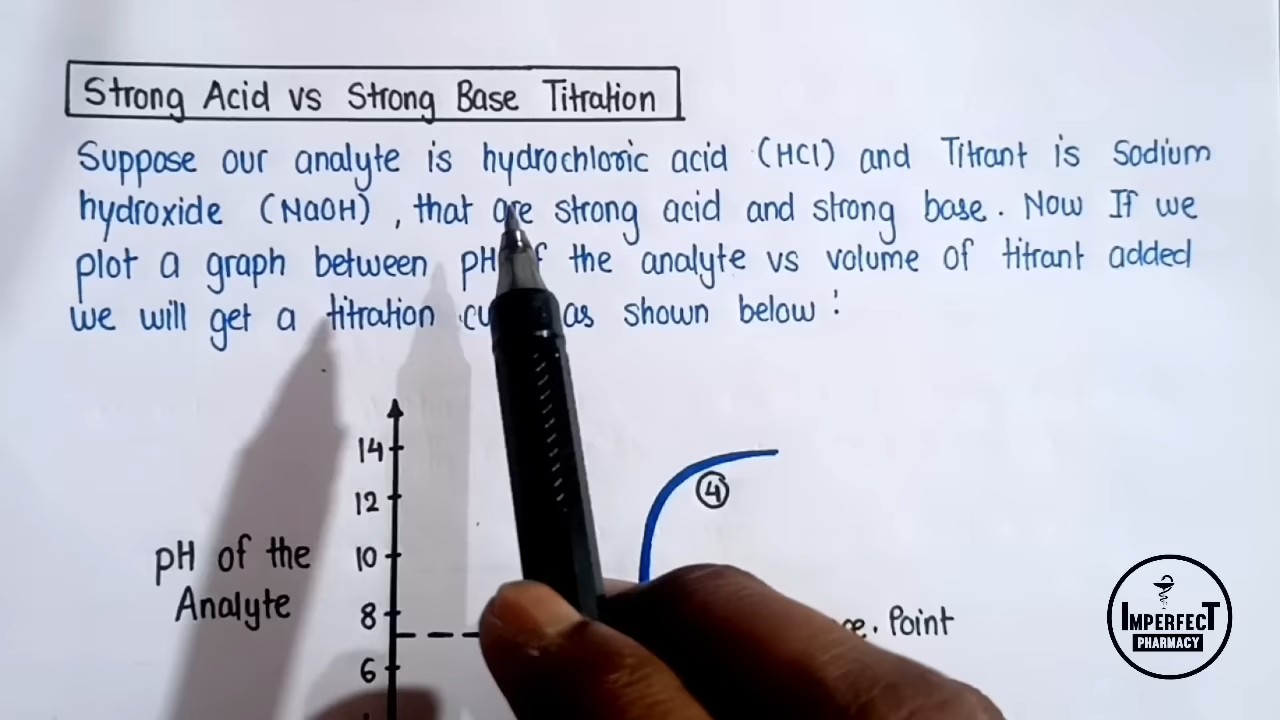 Strong Acid vs Strong Base Titration
Suppose our analyte is hydrochloric acid (HCl) and Titrant is Sodium
hydroxide (NaOH), that are strong acid and strong base. Now If we
plot a graph between pH the analyte vs volume of titrant added
we will get a titration as shown below :
14
12
10
8
6
4
pH of the
Analyte
Point
IMPERFECT
PHARMACY